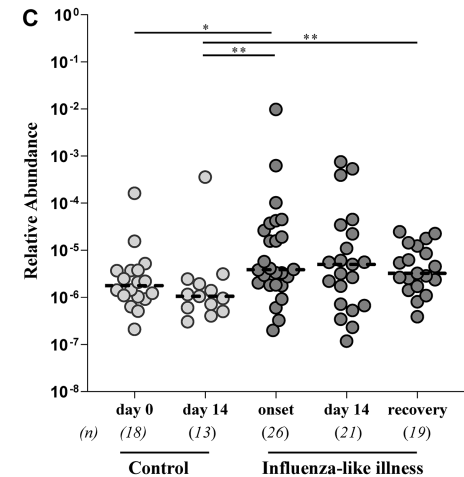 C
10⁰
*
**
**
10⁻¹
10⁻²
10⁻³
10⁻⁴
10⁻⁵
10⁻⁶
10⁻⁷
10⁻⁸
Relative Abundance
day 0 day 14 onset day 14 recovery
(n) (18) (13) (26) (21) (19)
Control Influenza-like illness